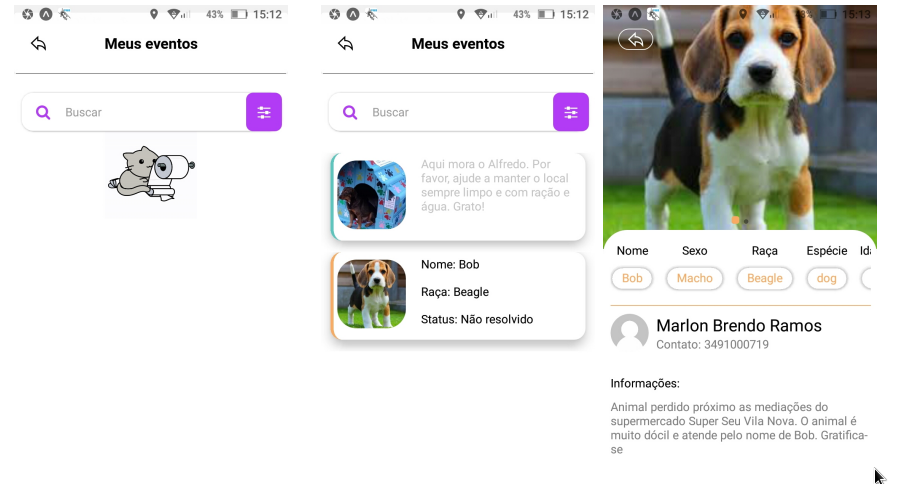 43% 15:12
Meus eventos
Buscar
43% 15:12
Meus eventos
Buscar
Aqui mora o Alfredo. Por
favor, ajude a manter o local
sempre limpo e com ração e
água. Grato!
Nome: Bob
Raça: Beagle
Status: Não resolvido
43% 15:13
Nome Sexo Raça Espécie Ida
Bob Macho Beagle dog
Marlon Brendo Ramos
Contato: 3491000719
Informações:
Animal perdido próximo as mediações do
supermercado Super Seu Vila Nova. O animal é
muito dócil e atende pelo nome de Bob. Gratifica-
se